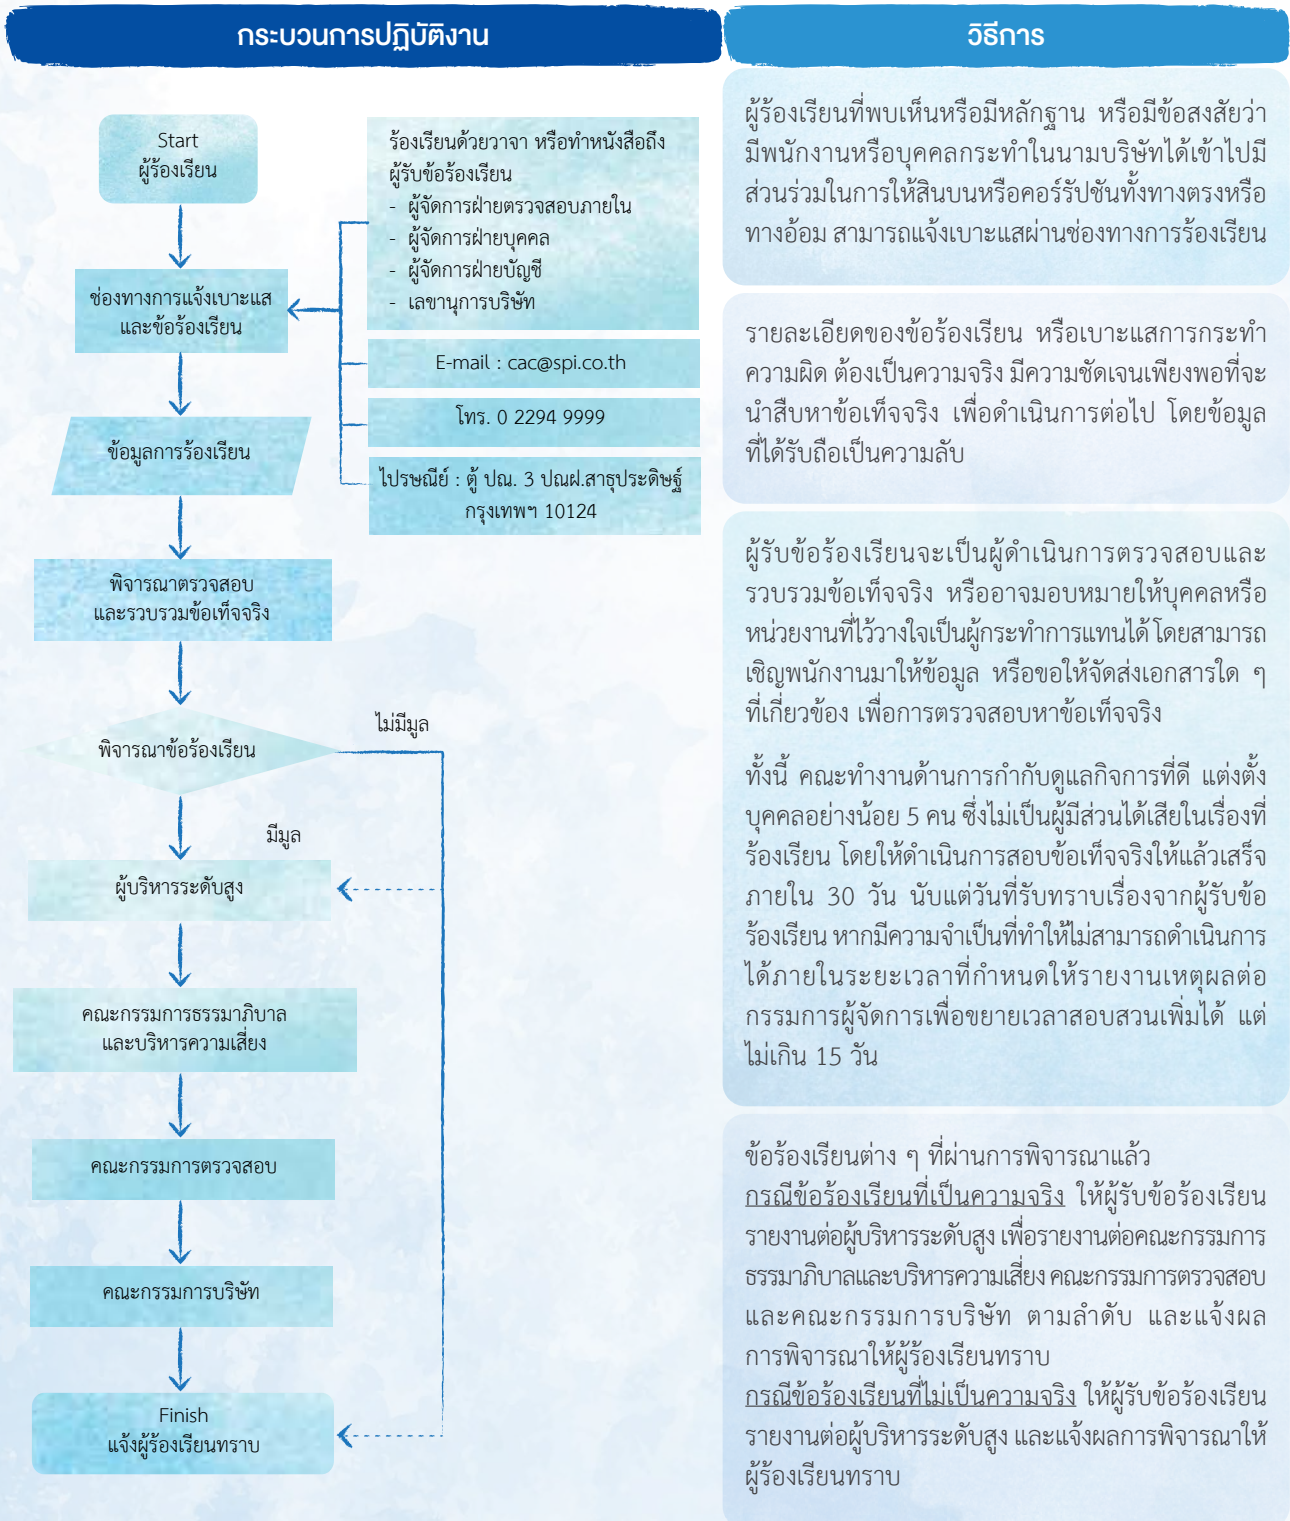 กระบวนการปฏิบัติงาน
Start
ผู้ร้องเรียน
ช่องทางการแจ้งเบาะแส
และข้อร้องเรียน
ร้องเรียนด้วยวาจา หรือทำหนังสือถึง
ผู้รับข้อร้องเรียน
- ผู้จัดการฝ่ายตรวจสอบภายใน
- ผู้จัดการฝ่ายบุคคล
- ผู้จัดการฝ่ายบัญชี
- เลขานุการบริษัท
E-mail : cac@spi.co.th
โทร. 0 2294 9999
ไปรษณีย์ : ตู้ ปณ. 3 ปณฝ.สาธุประดิษฐ์
กรุงเทพฯ 10124
ข้อมูลการร้องเรียน
พิจารณาตรวจสอบ
และรวบรวมข้อเท็จจริง
พิจารณาข้อร้องเรียน
ไม่มีมูล
มีมูล
ผู้บริหารระดับสูง
คณะกรรมการธรรมาภิบาล
และบริหารความเสี่ยง
คณะกรรมการตรวจสอบ
คณะกรรมการบริษัท
Finish
แจ้งผู้ร้องเรียนทราบ
วิธีการ
ผู้ร้องเรียนที่พบเห็นหรือมีหลักฐาน หรือมีข้อสงสัยว่า
มีพนักงานหรือบุคคลกระทำในนามบริษัทได้เข้าไปมี
ส่วนร่วมในการให้สินบนหรือคอร์รัปชันทั้งทางตรงหรือ
ทางอ้อม สามารถแจ้งเบาะแสผ่านช่องทางการร้องเรียน
รายละเอียดของข้อร้องเรียน หรือเบาะแสการกระทำ
ความผิด ต้องเป็นความจริง มีความชัดเจนเพียงพอที่จะ
นำสืบหาข้อเท็จจริง เพื่อดำเนินการต่อไป โดยข้อมูล
ที่ได้รับถือเป็นความลับ
ผู้รับข้อร้องเรียนจะเป็นผู้ดำเนินการตรวจสอบและ
รวบรวมข้อเท็จจริง หรืออาจมอบหมายให้บุคคลหรือ
หน่วยงานที่ไว้วางใจเป็นผู้กระทำการแทนได้ โดยสามารถ
เชิญพนักงานมาให้ข้อมูล หรือขอให้จัดส่งเอกสารใด ๆ
ที่เกี่ยวข้อง เพื่อการตรวจสอบหาข้อเท็จจริง
ทั้งนี้ คณะทำงานด้านการกำกับดูแลกิจการที่ดี แต่งตั้ง
บุคคลอย่างน้อย 5 คน ซึ่งไม่เป็นผู้มีส่วนได้เสียในเรื่องที่
ร้องเรียน โดยให้ดำเนินการสอบข้อเท็จจริงให้แล้วเสร็จ
ภายใน 30 วัน นับแต่วันที่รับทราบเรื่องจากผู้รับข้อ
ร้องเรียน หากมีความจำเป็นที่ทำให้ไม่สามารถดำเนินการ
ได้ภายในระยะเวลาที่กำหนดให้รายงานเหตุผลต่อ
กรรมการผู้จัดการเพื่อขยายเวลาสอบสวนเพิ่มได้ แต่
ไม่เกิน 15 วัน
ข้อร้องเรียนต่าง ๆ ที่ผ่านการพิจารณาแล้ว
กรณีข้อร้องเรียนที่เป็นความจริง ให้ผู้รับข้อร้องเรียน
รายงานต่อผู้บริหารระดับสูง เพื่อรายงานต่อคณะกรรมการ
ธรรมาภิบาลและบริหารความเสี่ยง คณะกรรมการตรวจสอบ
และคณะกรรมการบริษัท ตามลำดับ และแจ้งผล
การพิจารณาให้ผู้ร้องเรียนทราบ
กรณีข้อร้องเรียนที่ไม่เป็นความจริง ให้ผู้รับข้อร้องเรียน
รายงานต่อผู้บริหารระดับสูง และแจ้งผลการพิจารณาให้
ผู้ร้องเรียนทราบ